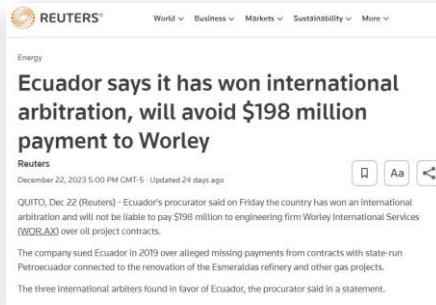 REUTERS®
World Business Markets Sustainability More
Energy
Ecuador says it has won international
arbitration, will avoid $198 million
payment to Worley
Reuters
December 22, 2023 5:00 PM GMT-5 · Updated 24 days ago
Aa
QUITO, Dec 22 (Reuters) - Ecuador's procurator said on Friday the country has won an international
arbitration and will not be liable to pay $198 million to engineering firm Worley International Services
(WOR.AX) over oil project contracts.
The company sued Ecuador in 2019 over alleged missing payments from contracts with state-run
Petroecuador connected to the renovation of the Esmeraldas refinery and other gas projects.
The three international arbiters found in favor of Ecuador, the procurator said in a statement.